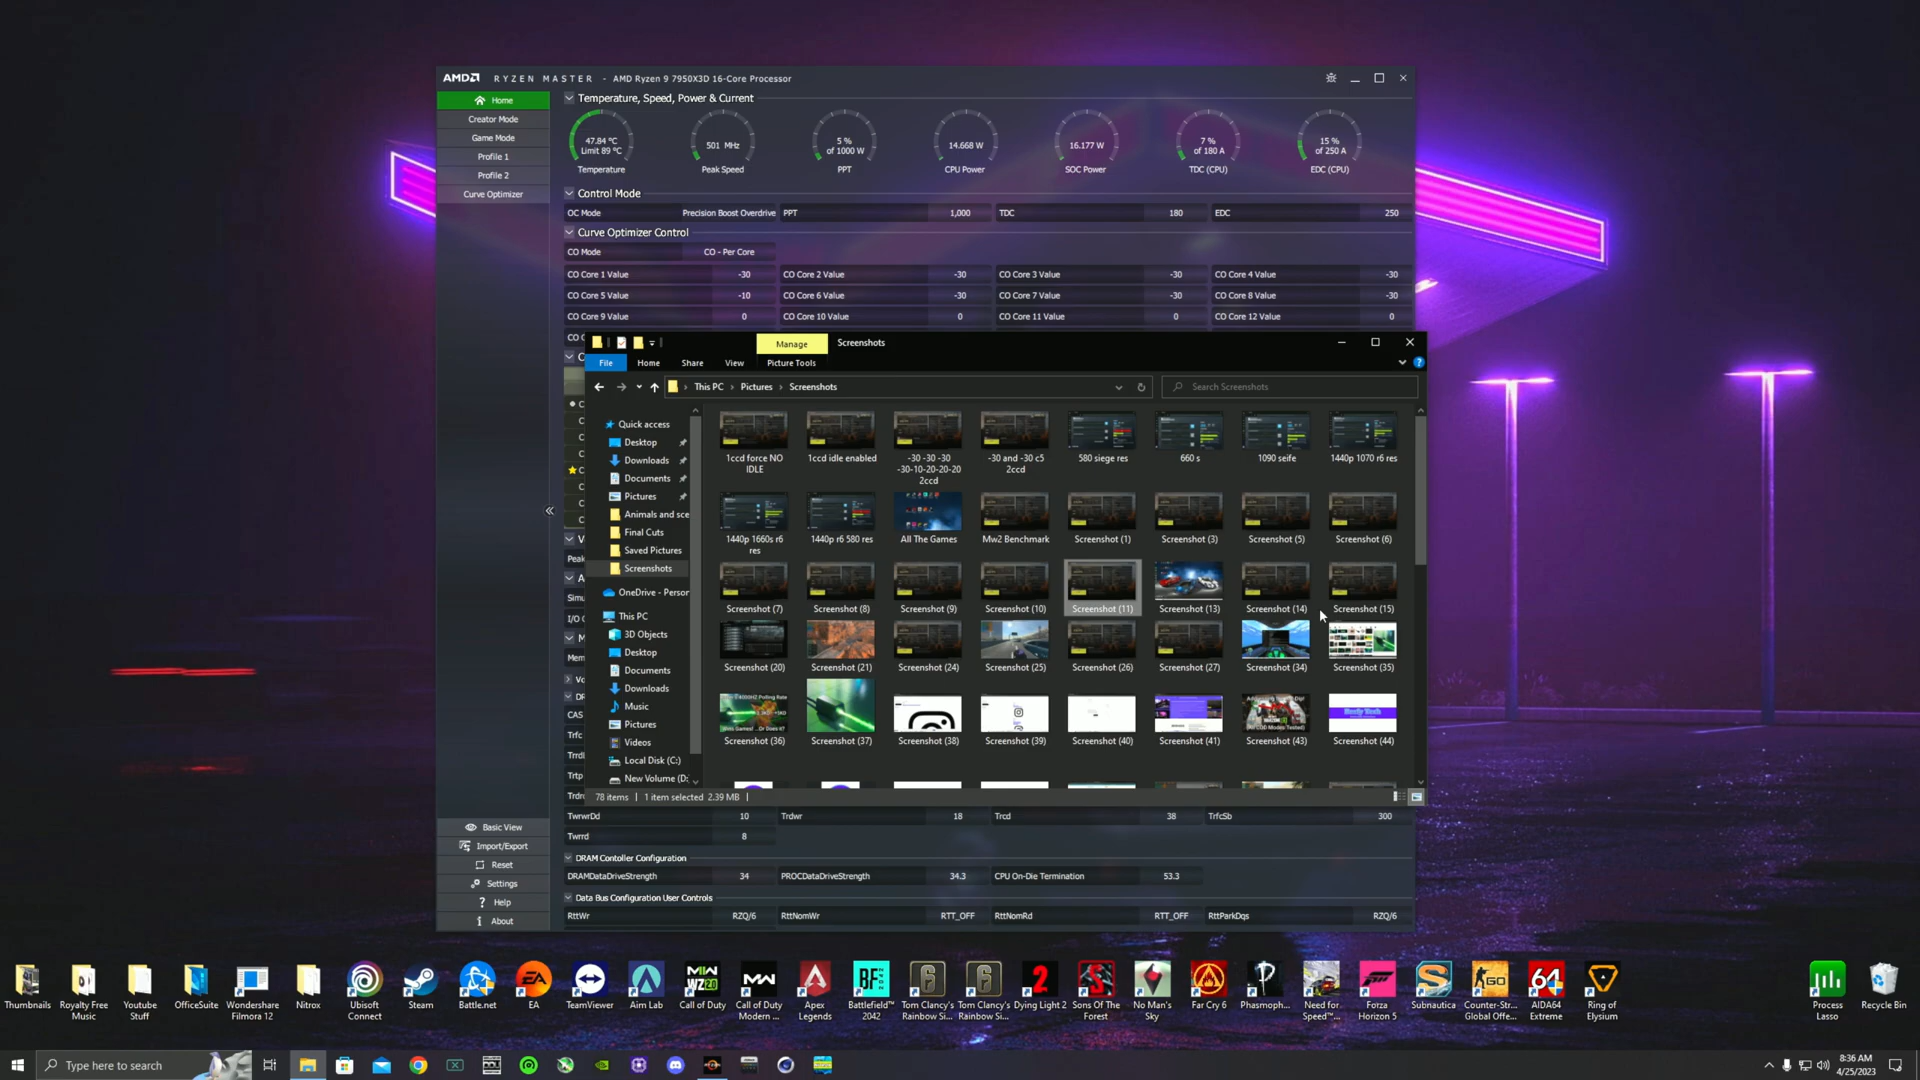 AMD RYZEN MASTER - AMD Ryzen 9 7950X3D 16-Core Processor
Home
Creator Mode
Game Mode
Profile 1
Profile 2
Curve Optimizer
Temperature, Speed, Power & Current
47.84 °C
Limit 89 °C
Temperature
501 MHz
Peak Speed
5 %
of 1000 W
PPT
14.668 W
CPU Power
16.177 W
SOC Power
7 %
of 180 A
TDC (CPU)
15 %
of 250 A
EDC (CPU)
Control Mode
OC Mode Precision Boost Overdrive PPT 1,000 TDC 180 EDC 250
Curve Optimizer Control
CO Mode CO - Per Core
CO Core 1 Value -30 CO Core 2 Value -30 CO Core 3 Value -30 CO Core 4 Value -30
CO Core 5 Value -10 CO Core 6 Value -30 CO Core 7 Value -30 CO Core 8 Value -30
CO Core 9 Value 0 CO Core 10 Value 0 CO Core 11 Value 0 CO Core 12 Value 0
Manage Screenshots
File Home Share View Picture Tools
This PC Pictures Screenshots
Search Screenshots
Quick access
Desktop
Downloads
Documents
Pictures
Animals and sce
Final Cuts
Saved Pictures
Screenshots
OneDrive - Person
This PC
3D Objects
Desktop
Documents
Downloads
Music
Pictures
Videos
Local Disk (C:)
New Volume (D:
1ccd force NO IDLE
1ccd idle enabled
-30 -30 -30
-30-10-20-20-20
2ccd
-30 and -30 c5
2ccd
580 siege res
660 s
1090 seife
1440p 1070 r6 res
1440p 1660s r6
res
1440p r6 580 res
All The Games
Mw2 Benchmark
Screenshot (1)
Screenshot (3)
Screenshot (5)
Screenshot (6)
Screenshot (7)
Screenshot (8)
Screenshot (9)
Screenshot (10)
Screenshot (11)
Screenshot (13)
Screenshot (14)
Screenshot (15)
Screenshot (20)
Screenshot (21)
Screenshot (24)
Screenshot (25)
Screenshot (26)
Screenshot (27)
Screenshot (34)
Screenshot (35)
Screenshot (36)
Screenshot (37)
Screenshot (38)
Screenshot (39)
Screenshot (40)
Screenshot (41)
Screenshot (43)
Screenshot (44)
78 items 1 item selected 2.39 MB
Peak
Simu
I/O C
Mem
CAS
Trfc
Trrd
Trtp
Trdr
TwrwrDd 10 Trdwr 18 Trcd 38 TrfcSb 300
Twrrd 8
DRAM Contoller Configuration
DRAMDataDriveStrength 34 PROCDataDriveStrength 34.3 CPU On-Die Termination 53.3
Data Bus Configuration User Controls
RttWr RZQ/6 RttNomWr RTT_OFF RttNomRd RTT_OFF RttParkDqs RZQ/6
Basic View
Import/Export
Reset
Settings
Help
About
Thumbnails
Royalty Free
Music
Youtube
Stuff
OfficeSuite
Wondershare
Filmora 12
Nitrox
Ubisoft
Connect
Steam
Battle.net
EA
TeamViewer
Aim Lab
Call of Duty
Call of Duty
Modern ...
Apex
Legends
Battlefield™
2042
Tom Clancy's
Rainbow Si...
Tom Clancy's
Rainbow Si...
Dying Light 2
Sons Of The
Forest
No Man's
Sky
Far Cry 6
Phasmoph...
Need for
Speed™...
Forza
Horizon 5
Subnautica
Counter-Str...
Global Offe...
AIDA64
Extreme
Ring of
Elysium
Process
Lasso
Recycle Bin
Type here to search
8:36 AM
4/25/2023